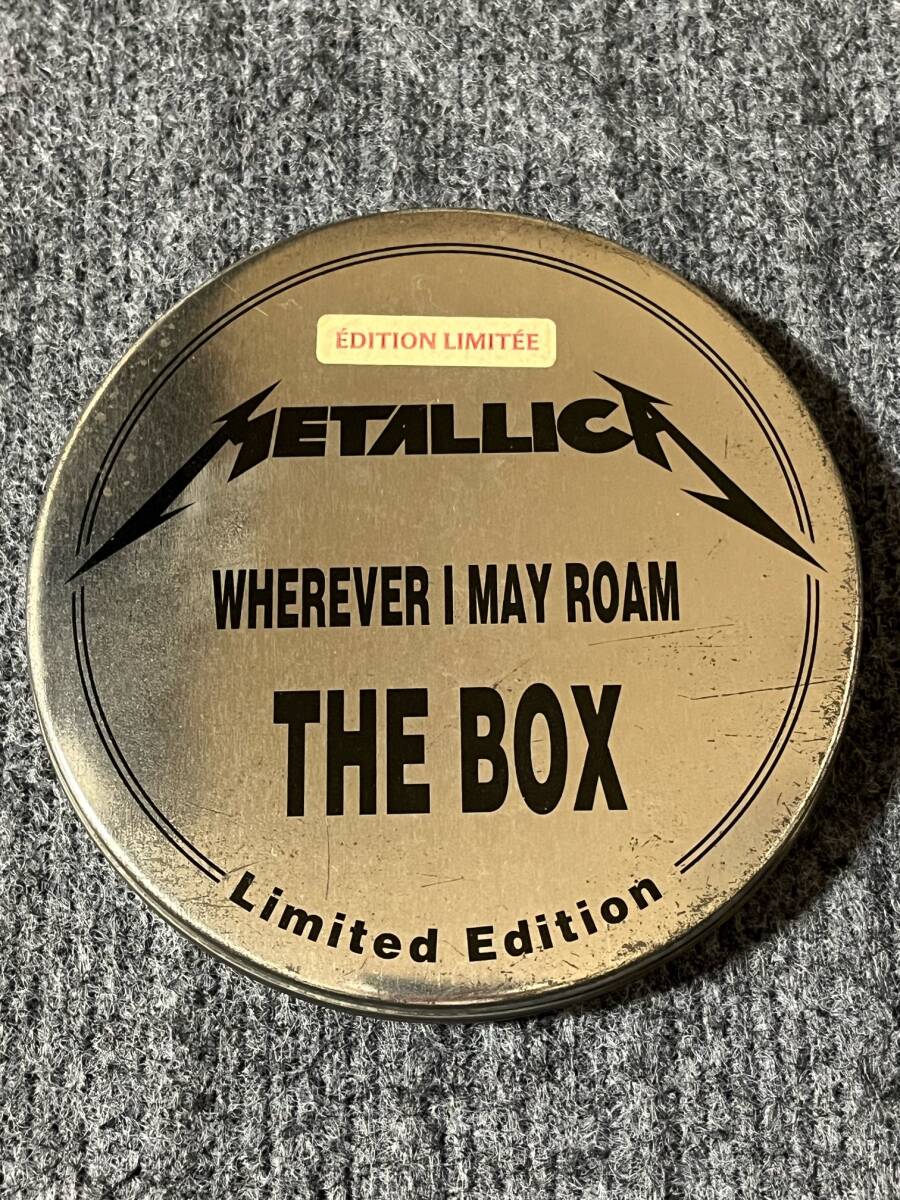 ÉDITION LIMITÉE
METALLICA
WHEREVER I MAY ROAM
THE BOX
Limited Edition